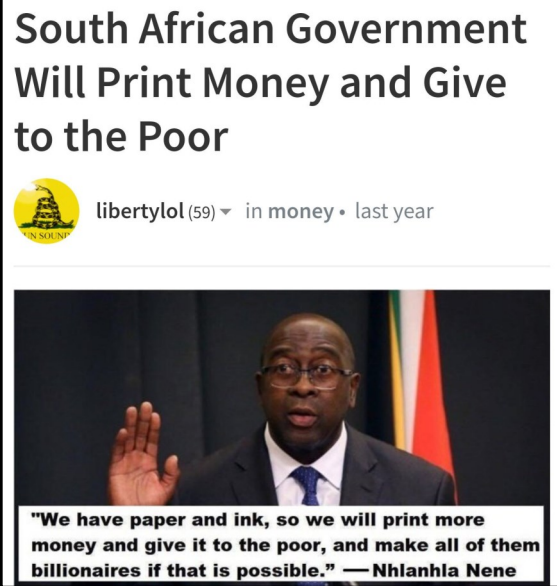 South African Government
Will Print Money and Give
to the Poor
libertylol (59) in money • last year
"We have paper and ink, so we will print more
money and give it to the poor, and make all of them
billionaires if that is possible.” —Nhlanhla Nene